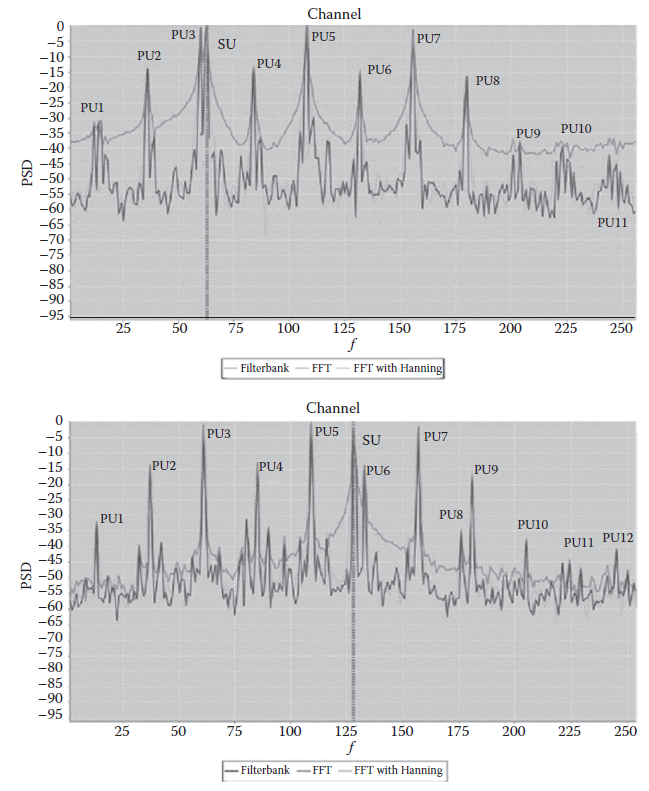 Channel
0
−5
−10
−15
−20
−25
−30
−35
−40
−45
−50
−55
−60
−65
−70
−75
−80
−85
−90
−95
PSD
PU1
PU2
PU3
SU
PU4
PU5
PU6
PU7
PU8
PU9
PU10
PU11
25 50 75 100 125 150 175 200 225 250
f
Filterbank FFT FFT with Hanning
Channel
0
−5
−10
−15
−20
−25
−30
−35
−40
−45
−50
−55
−60
−65
−70
−75
−80
−85
−90
−95
PSD
PU1
PU2
PU3
PU4
PU5
SU
PU6
PU7
PU8
PU9
PU10
PU11
PU12
25 50 75 100 125 150 175 200 225 250
f
Filterbank FFT FFT with Hanning